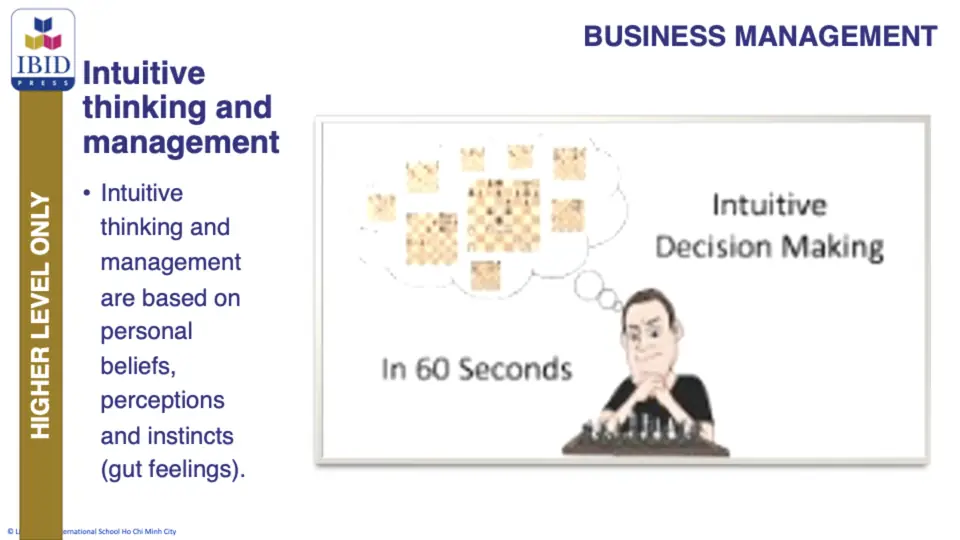 IBID
PRESS
BUSINESS MANAGEMENT
Intuitive
thinking and
management
• Intuitive
thinking and
management
are based on
personal
beliefs,
perceptions
and instincts
(gut feelings).
Intuitive
Decision Making
In 60 Seconds
HIGHER LEVEL ONLY
© International School Ho Chi Minh City